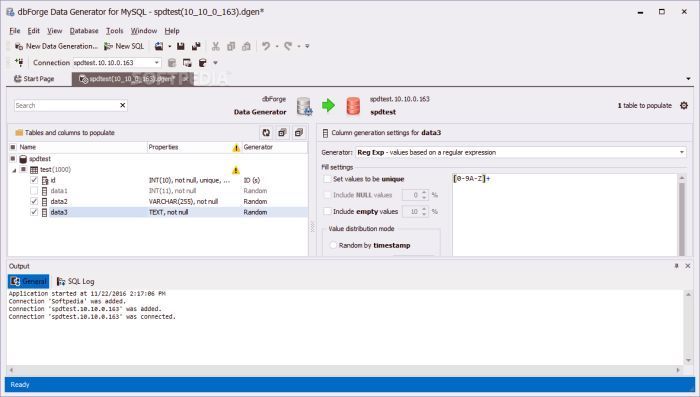 dbForge Data Generator for MySQL - spdtest(10_10_0_163).dgen*
File Edit View Database Tools Window Help
New Data Generation... New SQL
Connection spdtest.10.10.0.163
Start Page spdtest(10_10_0_163).dgen*
SOFTPEDIA
Search
dbForge
Data Generator
spdtest.10.10.0.163
spdtest
1 table to populate
Tables and columns to populate
Name Properties Generator
spdtest
test(1000)
id INT(10), not null, unique, ... ID (s)
data1 INT(11), not null Random
data2 VARCHAR(255), not null Random
data3 TEXT, not null Random
Column generation settings for data3
Generator: Reg Exp - values based on a regular expression
Fill settings
Set values to be unique
Include NULL values 0 %
Include empty values 10 %
Value distribution mode
Random by timestamp
[0-9A-Z]+
Output
General SQL Log
Application started at 11/22/2016 2:17:06 PM
Connection 'Softpedia' was added.
Connection 'spdtest.10.10.0.163' was added.
Connection 'spdtest.10.10.0.163' was connected.
Ready